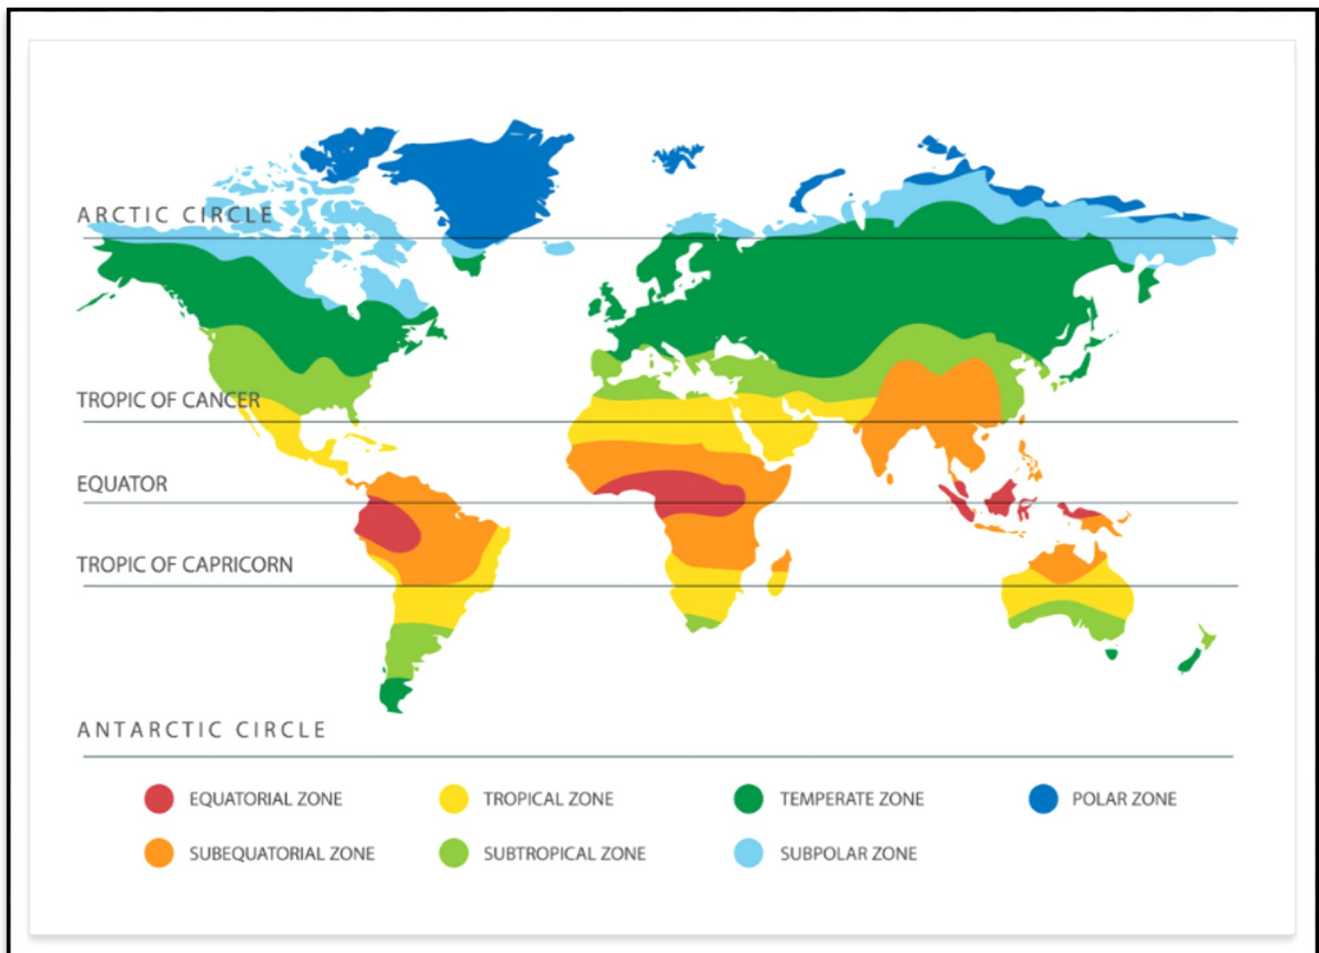 ARCTIC CIRCLE
TROPIC OF CANCER
EQUATOR
TROPIC OF CAPRICORN
ANTARCTIC CIRCLE
EQUATORIAL ZONE
TROPICAL ZONE
TEMPERATE ZONE
POLAR ZONE
SUBEQUATORIAL ZONE
SUBTROPICAL ZONE
SUBPOLAR ZONE